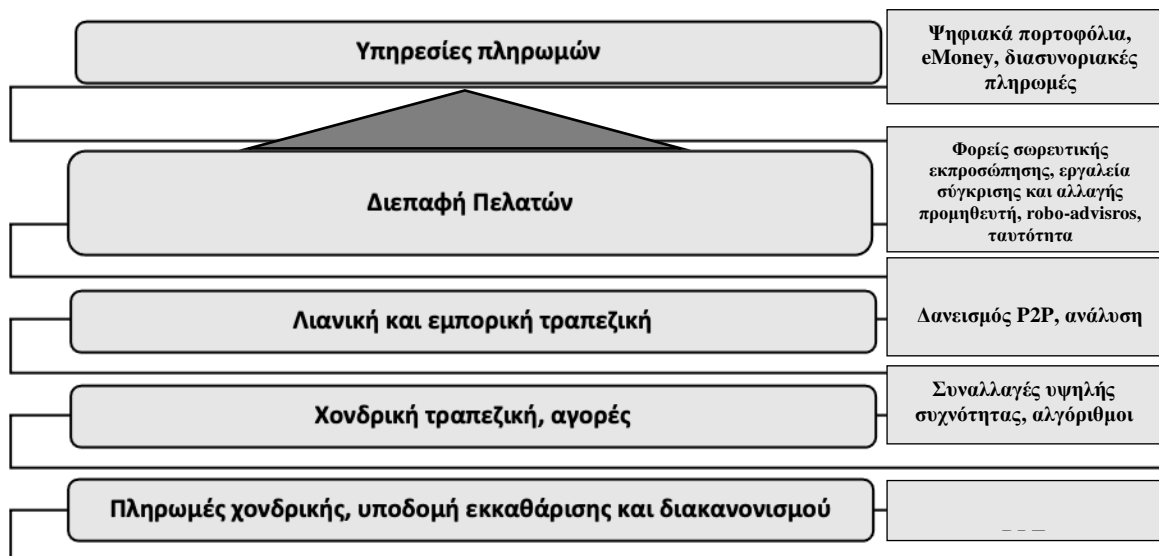 Υπηρεσίες πληρωμών
Ψηφιακά πορτοφόλια,
eMoney, διασυνοριακές
πληρωμές
Διεπαφή Πελατών
Φορείς σωρευτικής
εκπροσώπησης, εργαλεία
σύγκρισης και αλλαγής
προμηθευτή, robo-advisros,
ταυτότητα
Λιανική και εμπορική τραπεζική
Δανεισμός P2P, ανάλυση
Χονδρική τραπεζική, αγορές
Συναλλαγές υψηλής
συχνότητας, αλγόριθμοι
Πληρωμές χονδρικής, υποδομή εκκαθάρισης και διακανονισμού